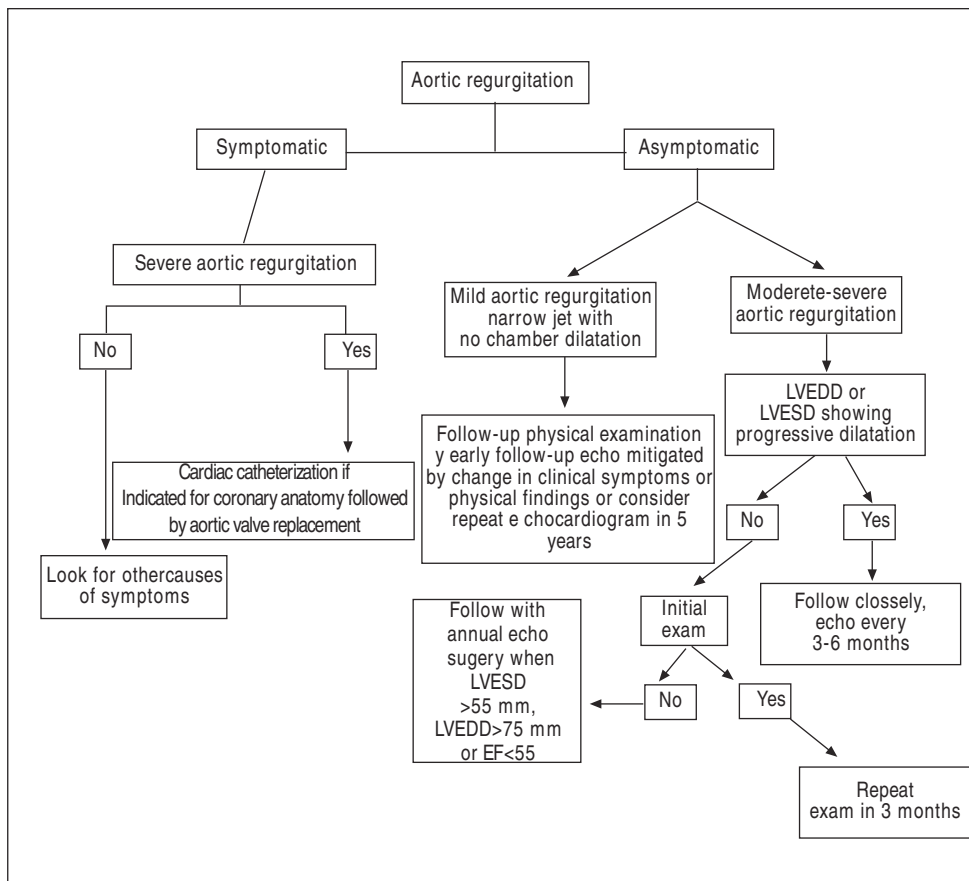 Aortic regurgitation
Symptomatic
Asymptomatic
Severe aortic regurgitation
Mild aortic regurgitation
narrow jet with
no chamber dilatation
Moderete-severe
aortic regurgitation
No
Yes
LVEDD or
LVESD showing
progressive dilatation
Follow-up physical examination
y early follow-up echo mitigated
by change in clinical symptoms or
physical findings or consider
repeat e chocardiogram in 5
years
Cardiac catheterization if
Indicated for coronary anatomy followed
by aortic valve replacement
No
Yes
Look for othercauses
of symptoms
Follow with
annual echo
sugery when
LVESD
>55 mm,
LVEDD>75 mm
or EF<55
Initial
exam
Follow clossely,
echo every
3-6 months
No
Yes
Repeat
exam in 3 months